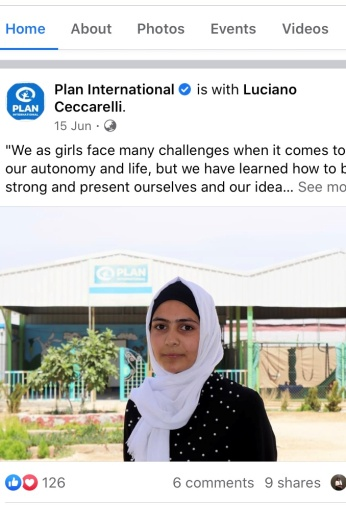 Home About Photos Events Videos
Plan International is with Luciano
Ceccarelli.
15 Jun ·
PLAN
INTERNATIONAL
"We as girls face many challenges when it comes to
our autonomy and life, but we have learned how to b
strong and present ourselves and our idea... See mo
PLAN
126 6 comments 9 shares